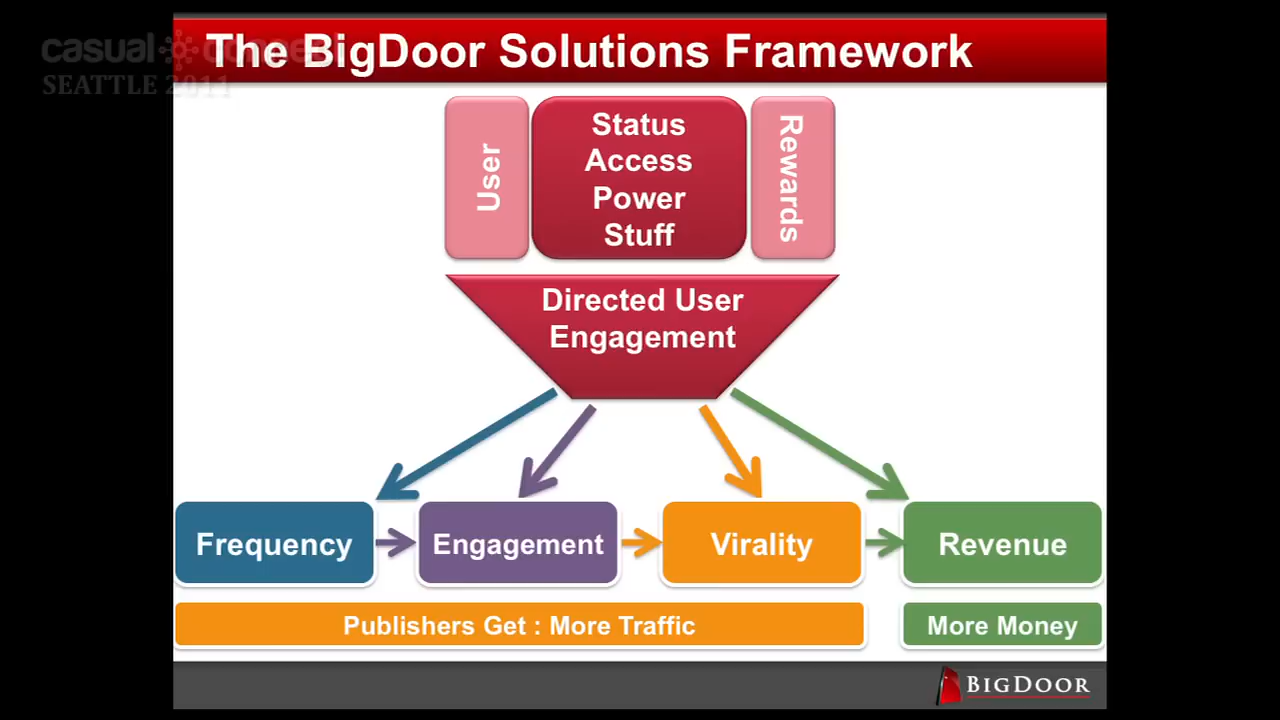 casual connect
SEATTLE 2011
The BigDoor Solutions Framework
User
Status
Access
Power
Stuff
Rewards
Directed User
Engagement
Frequency
Engagement
Virality
Revenue
Publishers Get : More Traffic
More Money
BIGDOOR